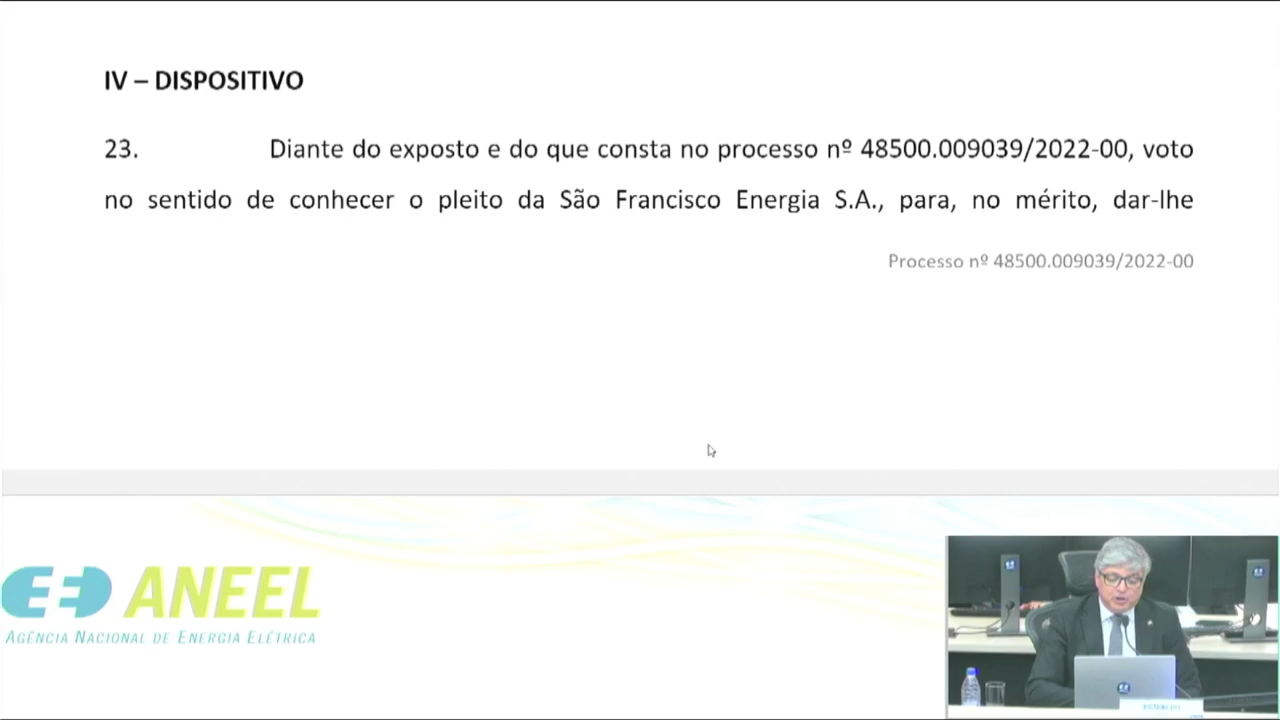 IV – DISPOSITIVO
23. Diante do exposto e do que consta no processo nº 48500.009039/2022-00, voto
no sentido de conhecer o pleito da São Francisco Energia S.A., para, no mérito, dar-lhe
Processo nº 48500.009039/2022-00
ANEEL
AGÊNCIA NACIONAL DE ENERGIA ELÉTRICA